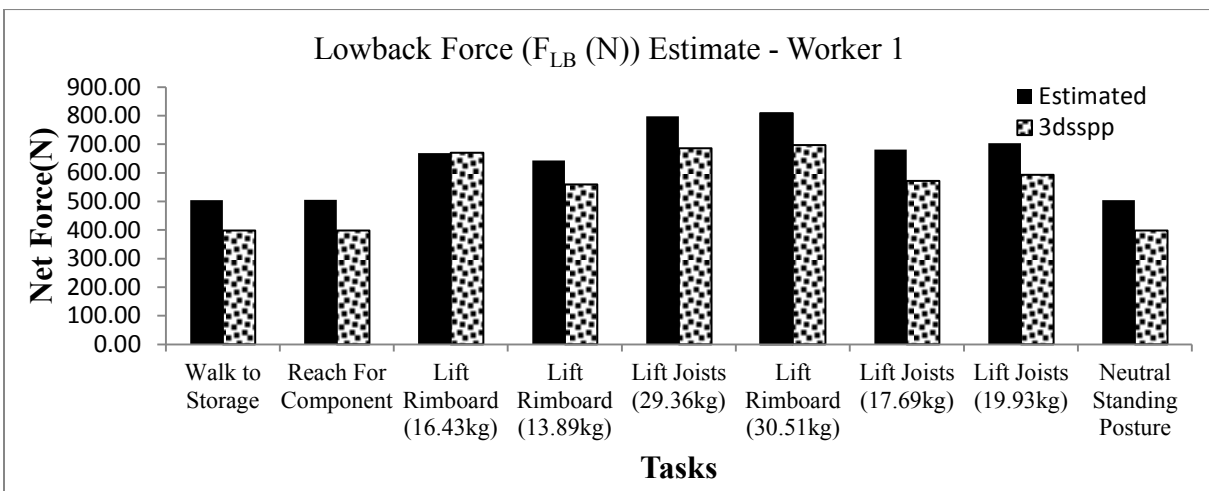 Lowback Force (F_LB (N)) Estimate - Worker 1
900.00
800.00
700.00
600.00
500.00
400.00
300.00
200.00
100.00
0.00
Net Force(N)
Estimated
3dsspp
Walk to
Storage
Reach For
Component
Lift
Rimboard
(16.43kg)
Lift
Rimboard
(13.89kg)
Lift Joists
(29.36kg)
Lift
Rimboard
(30.51kg)
Lift Joists
(17.69kg)
Lift Joists
(19.93kg)
Neutral
Standing
Posture
Tasks